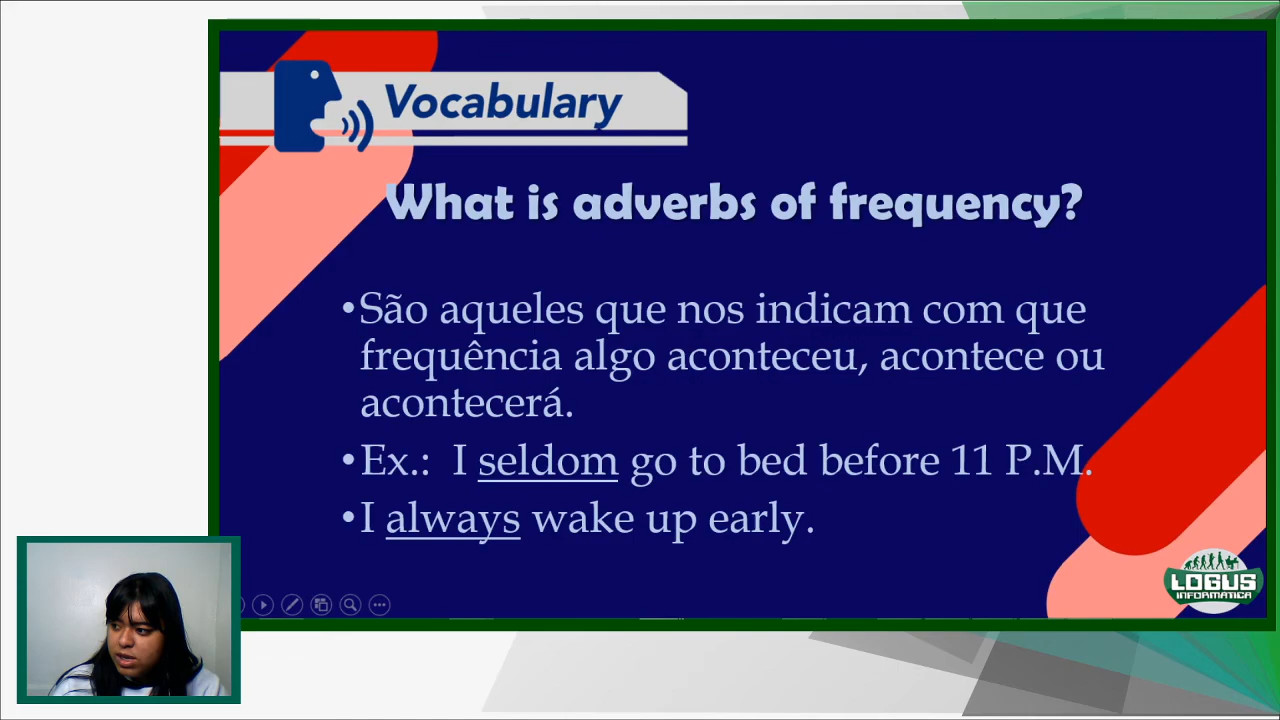 Vocabulary
What is adverbs of frequency?
•São aqueles que nos indicam com que
frequência algo aconteceu, acontece ou
acontecerá.
•Ex.: I seldom go to bed before 11 P.M.
•I always wake up early.
LOGUS
INFORMATICA